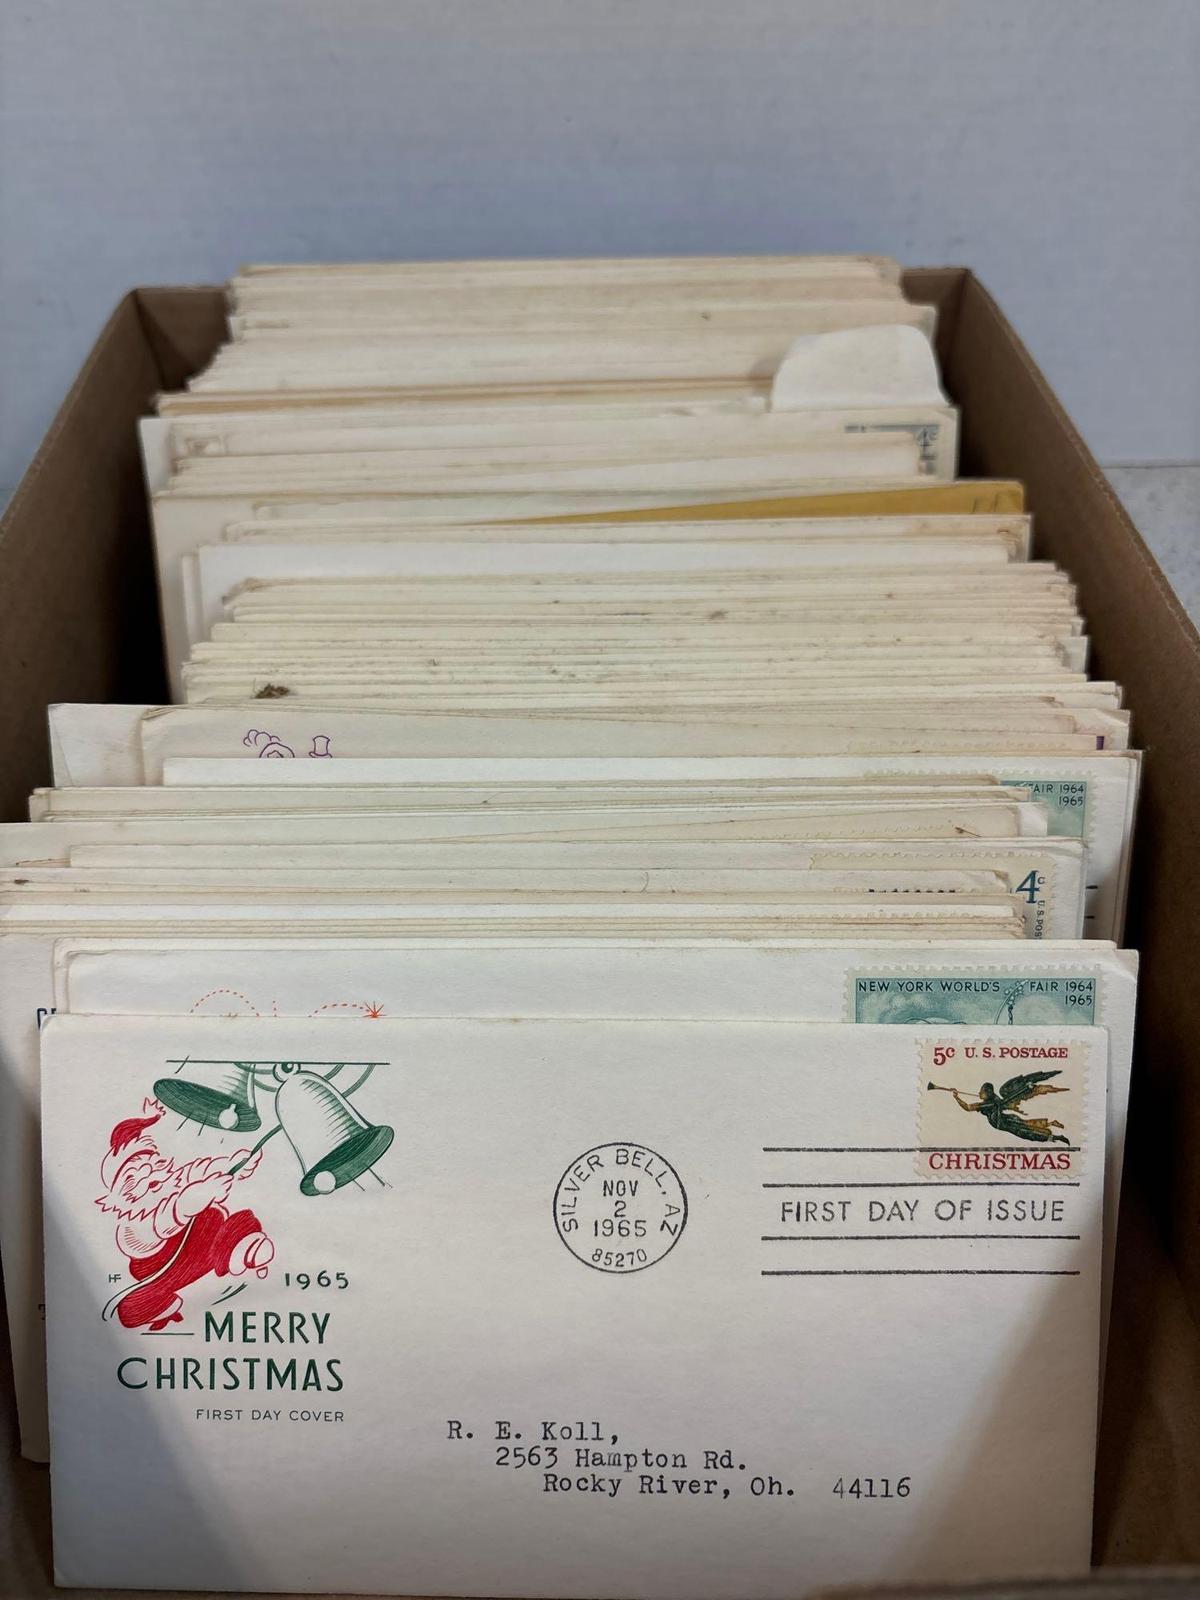 4c
FAIR 1964
1965
4c
NEW YORK WORLD'S FAIR 1964
1965
5c U. S. POSTAGE
CHRISTMAS
SILVER BELL, AZ
NOV
2
1965
85270
FIRST DAY OF ISSUE
HF
1965
MERRY
CHRISTMAS
FIRST DAY COVER
R. E. Koll,
2563 Hampton Rd.
Rocky River, Oh. 44116